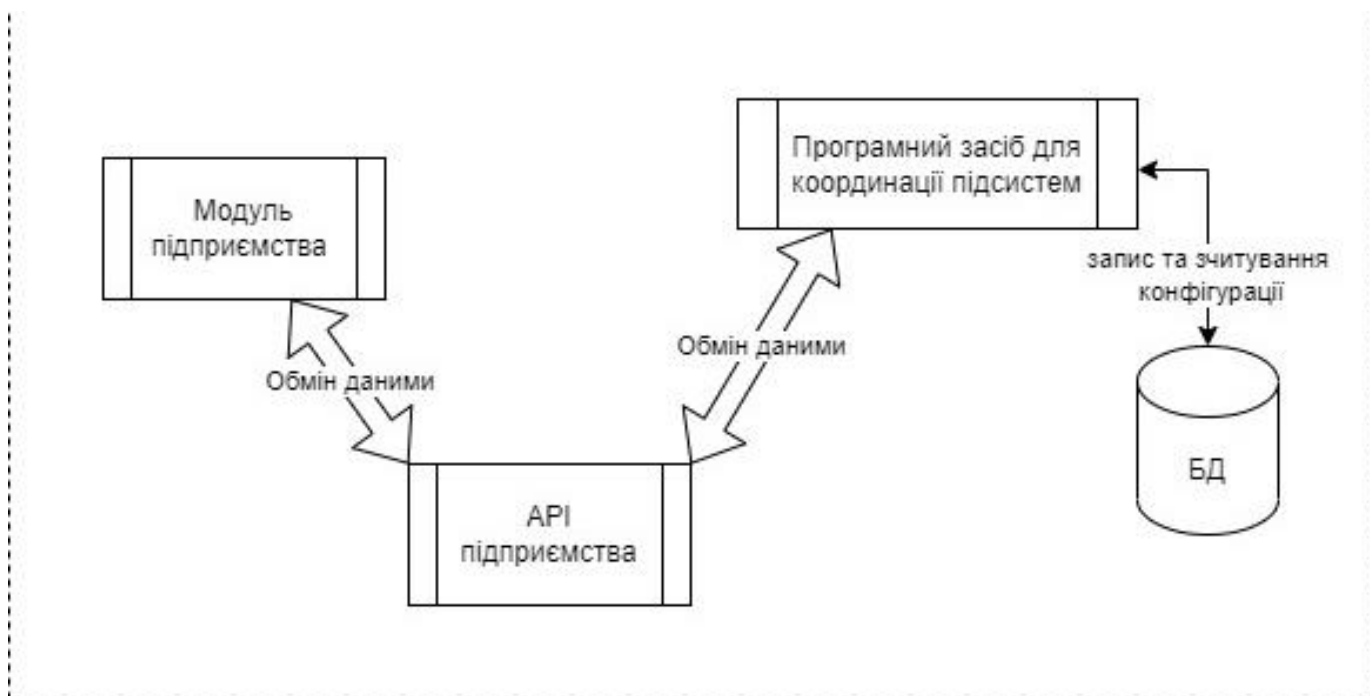 Програмний засіб для
координації підсистем
Модуль
підприємства
запис та зчитування
конфігурації
Обмін даними
Обмін даними
БД
API
підприємства